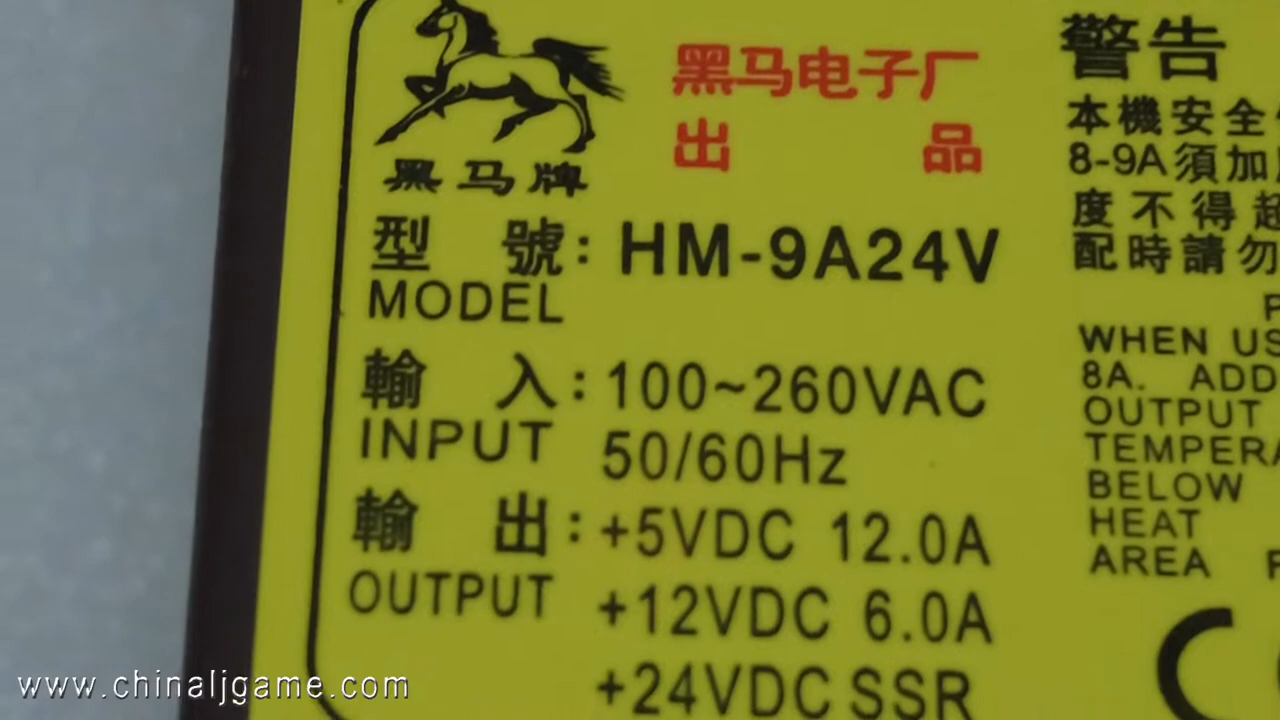 黑马牌
黑马电子厂
出品
型號: HM-9A24V
MODEL
輸入: 100~260VAC
INPUT 50/60Hz
輸出: +5VDC 12.0A
OUTPUT +12VDC 6.0A
+24VDC SSR
警告
本機安全
8-9A須加
度不得
配時請勿
WHEN
8A. ADD
OUTPUT
BELOW
HEAT
AREA
www.chinaljgame.com